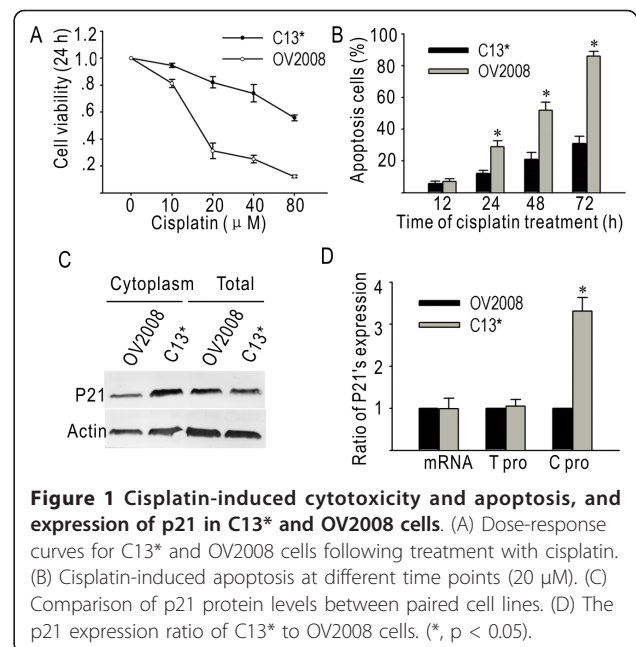 A
C13*
OV2008
Cell viability (24 h)
1.2
1.0
.8
.6
.4
.2
0 10 20 40 80
Cisplatin ( μ M)
B
C13*
OV2008
Apoptosis cells (%)
100
80
60
40
20
* * *
12 24 48 72
Time of cisplatin treatment (h)
C
Cytoplasm Total
OV2008 C13* OV2008 C13*
P21
Actin
D
OV2008
C13*
Ratio of P21's expression
4
3
2
1
*
mRNA T pro C pro
Figure 1 Cisplatin-induced cytotoxicity and apoptosis, and
expression of p21 in C13* and OV2008 cells. (A) Dose-response
curves for C13* and OV2008 cells following treatment with cisplatin.
(B) Cisplatin-induced apoptosis at different time points (20 μM). (C)
Comparison of p21 protein levels between paired cell lines. (D) The
p21 expression ratio of C13* to OV2008 cells. (*, p < 0.05).